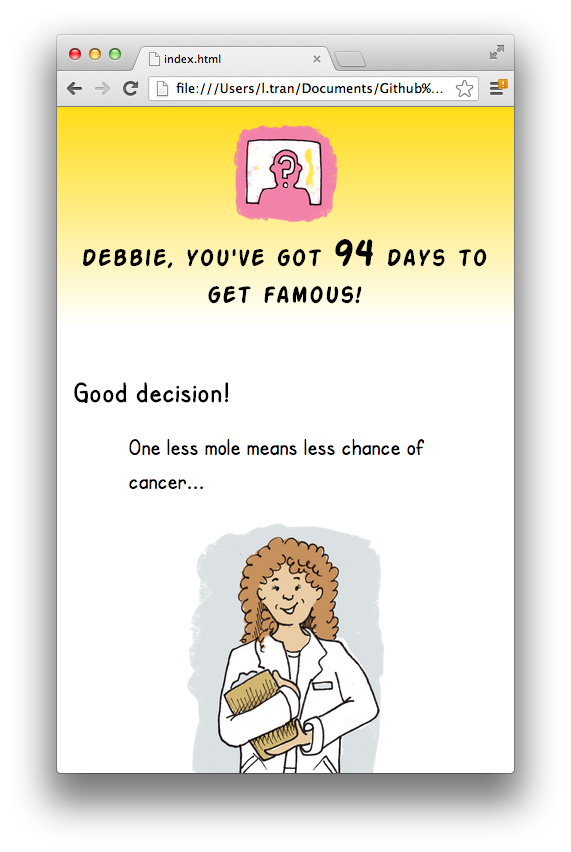 index.html
file:///Users/l.tran/Documents/Github%...
?
DEBBIE, YOU'VE GOT 94 DAYS TO
GET FAMOUS!
Good decision!
One less mole means less chance of
cancer...